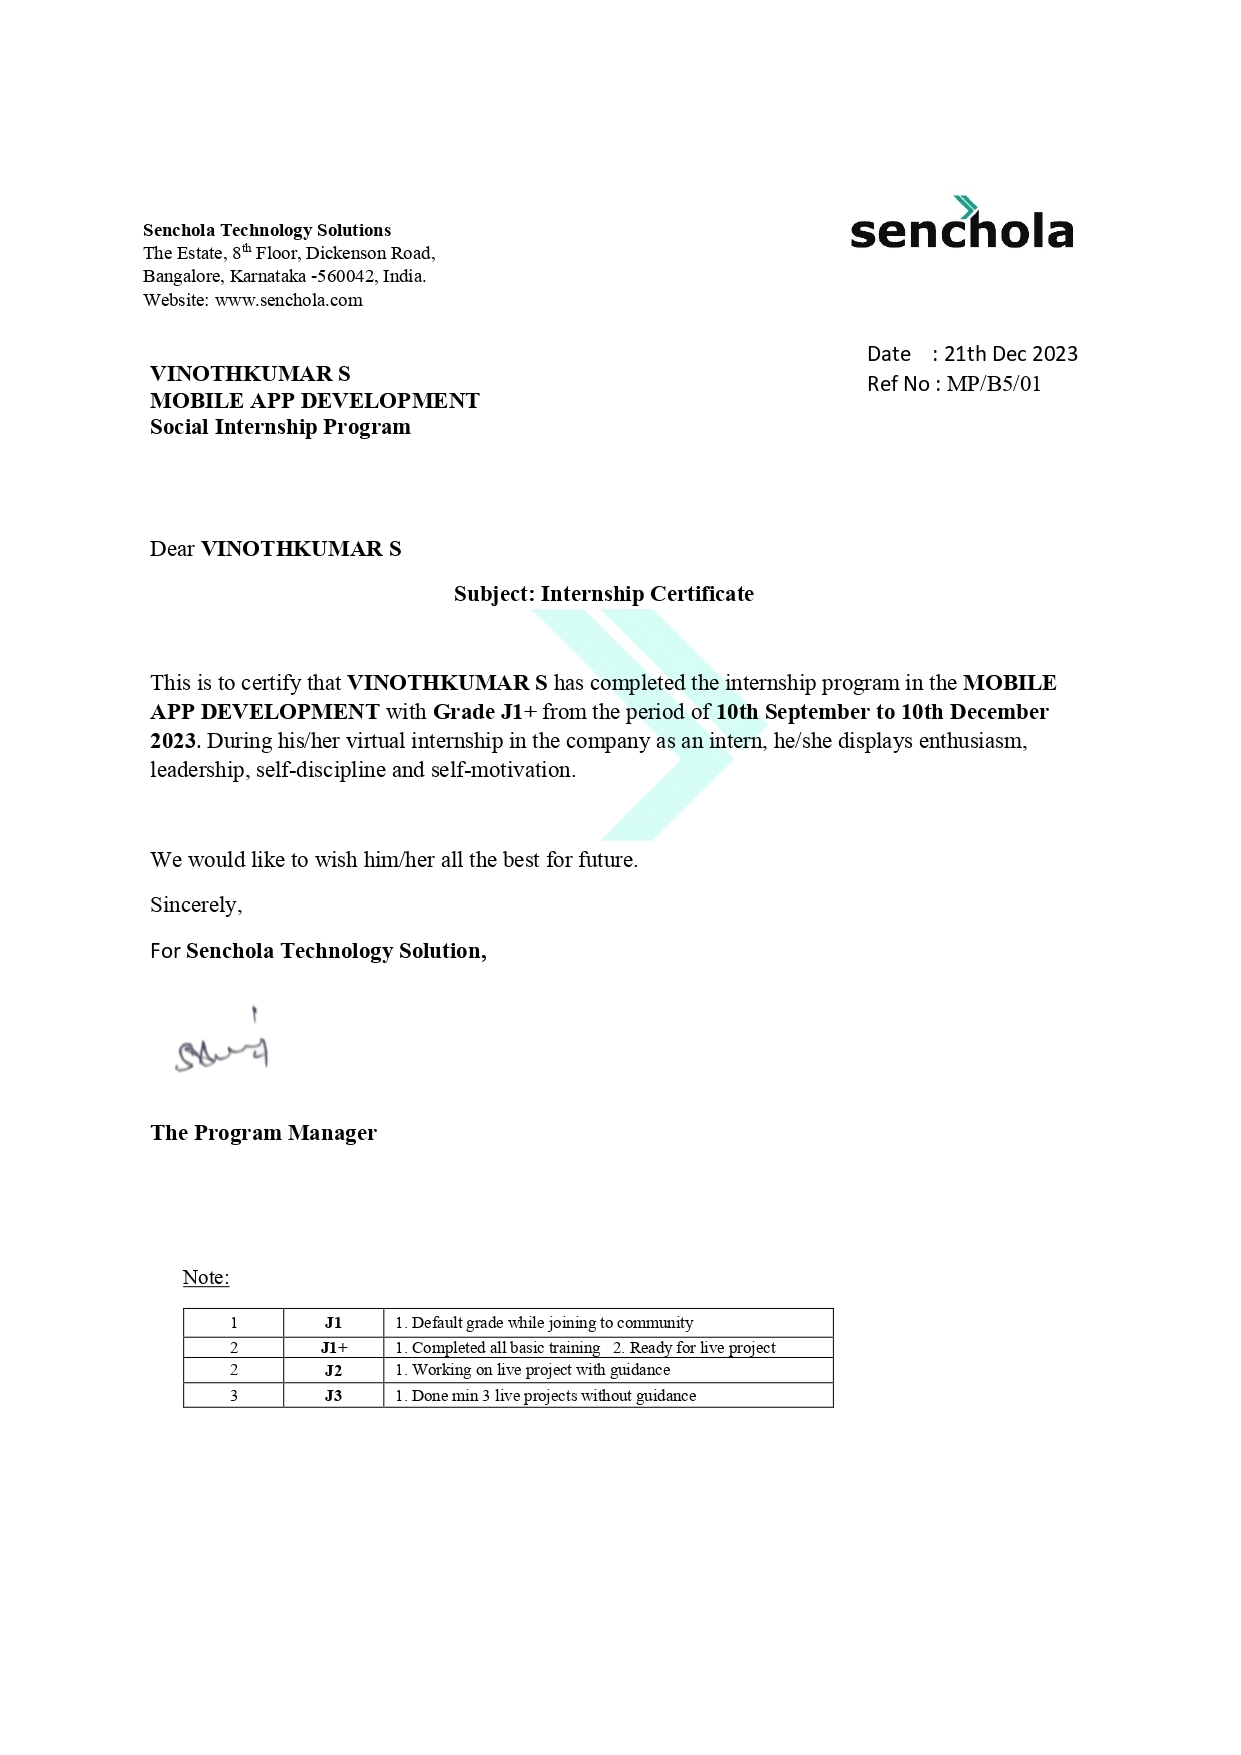 senchola
Senchola Technology Solutions
The Estate, 8th Floor, Dickenson Road,
Bangalore, Karnataka -560042, India.
Website: www.senchola.com
Date : 21th Dec 2023
Ref No : MP/B5/01
VINOTHKUMAR S
MOBILE APP DEVELOPMENT
Social Internship Program
Dear VINOTHKUMAR S
Subject: Internship Certificate
This is to certify that VINOTHKUMAR S has completed the internship program in the MOBILE
APP DEVELOPMENT with Grade J1+ from the period of 10th September to 10th December
2023. During his/her virtual internship in the company as an intern, he/she displays enthusiasm,
leadership, self-discipline and self-motivation.
We would like to wish him/her all the best for future.
Sincerely,
For Senchola Technology Solution,
The Program Manager
Note:
1 J1 1. Default grade while joining to community
2 J1+ 1. Completed all basic training 2. Ready for live project
2 J2 1. Working on live project with guidance
3 J3 1. Done min 3 live projects without guidance